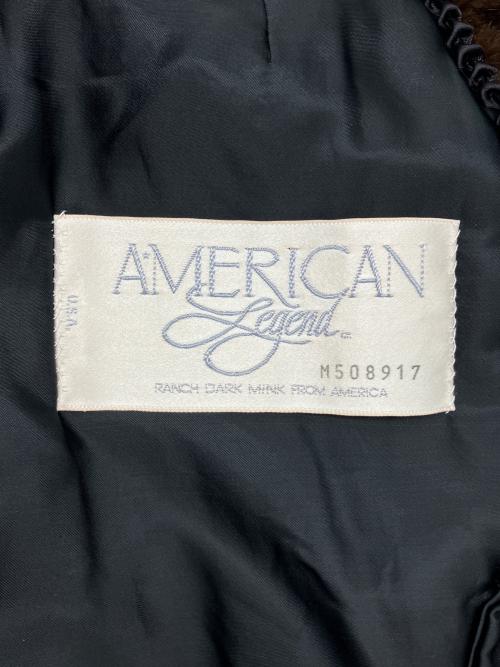 AMERICAN
Legend
M508917
RANCH DARK MINK FROM AMERICA
U.S.A.